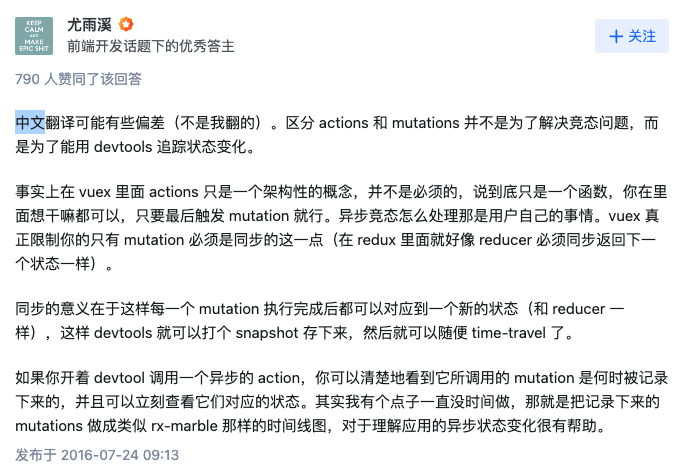 KEEP
CALM
AND
MAKE
EPIC SHIT
尤雨溪
前端开发话题下的优秀答主
+ 关注
790 人赞同了该回答
中文翻译可能有些偏差（不是我翻的）。区分 actions 和 mutations 并不是为了解决竞态问题，而
是为了能用 devtools 追踪状态变化。
事实上在 vuex 里面 actions 只是一个架构性的概念，并不是必须的，说到底只是一个函数，你在里
面想干嘛都可以，只要最后触发 mutation 就行。异步竞态怎么处理那是用户自己的事情。vuex 真
正限制你的只有 mutation 必须是同步的这一点（在 redux 里面就好像 reducer 必须同步返回下一
个状态一样）。
同步的意义在于这样每一个 mutation 执行完成后都可以对应到一个新的状态（和 reducer 一
样），这样 devtools 就可以打个 snapshot 存下来，然后就可以随便 time-travel 了。
如果你开着 devtool 调用一个异步的 action，你可以清楚地看到它所调用的 mutation 是何时被记录
下来的，并且可以立刻查看它们对应的状态。其实我有个点子一直没时间做，那就是把记录下来的
mutations 做成类似 rx-marble 那样的时间线图，对于理解应用的异步状态变化很有帮助。
发布于 2016-07-24 09:13